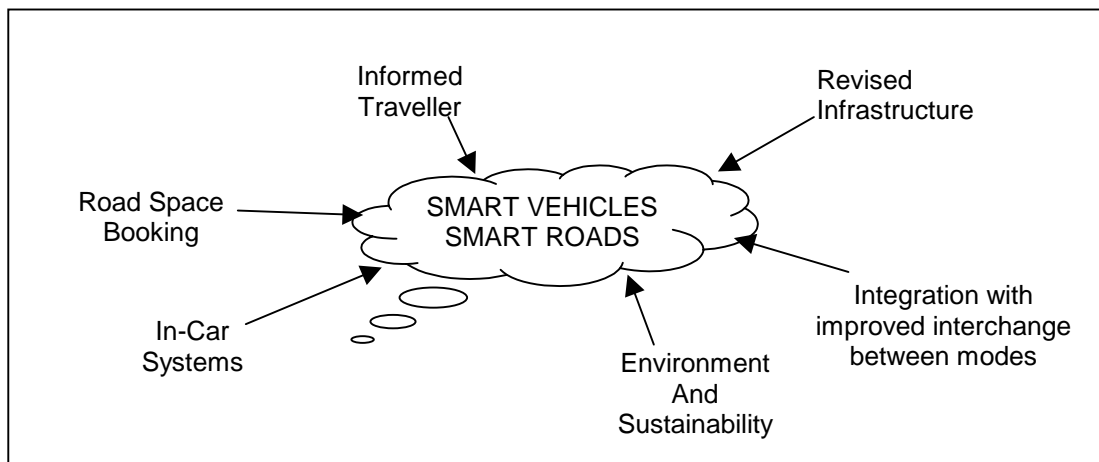 Informed
Traveller
Revised
Infrastructure
Road Space
Booking
SMART VEHICLES
SMART ROADS
In-Car
Systems
Environment
And
Sustainability
Integration with
improved interchange
between modes